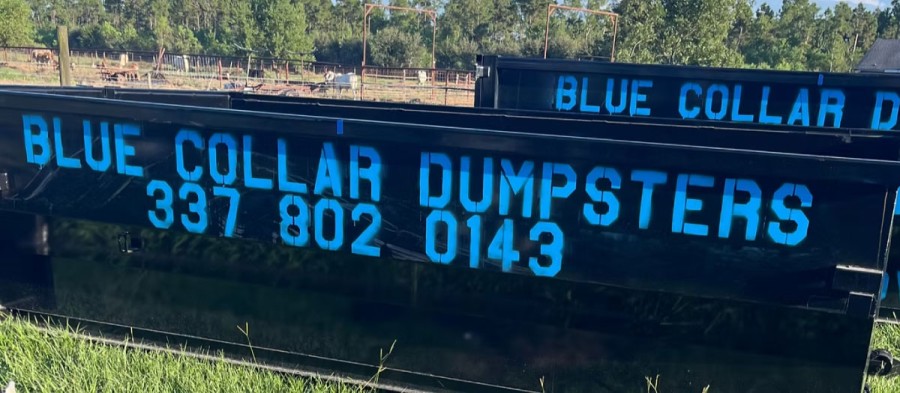 BLUE COLLAR D
BLUE COLLAR DUMPSTERS
337 802 0143